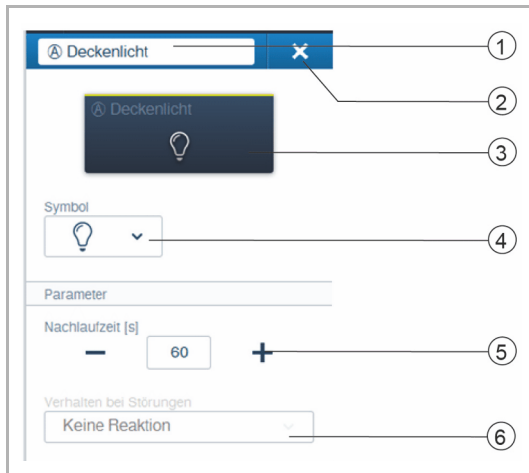 Ⓐ Deckenlicht
①
②
Ⓐ Deckenlicht
③
Symbol
④
Parameter
Nachlaufzeit [s]
60
⑤
Verhalten bei Störungen
Keine Reaktion
⑥